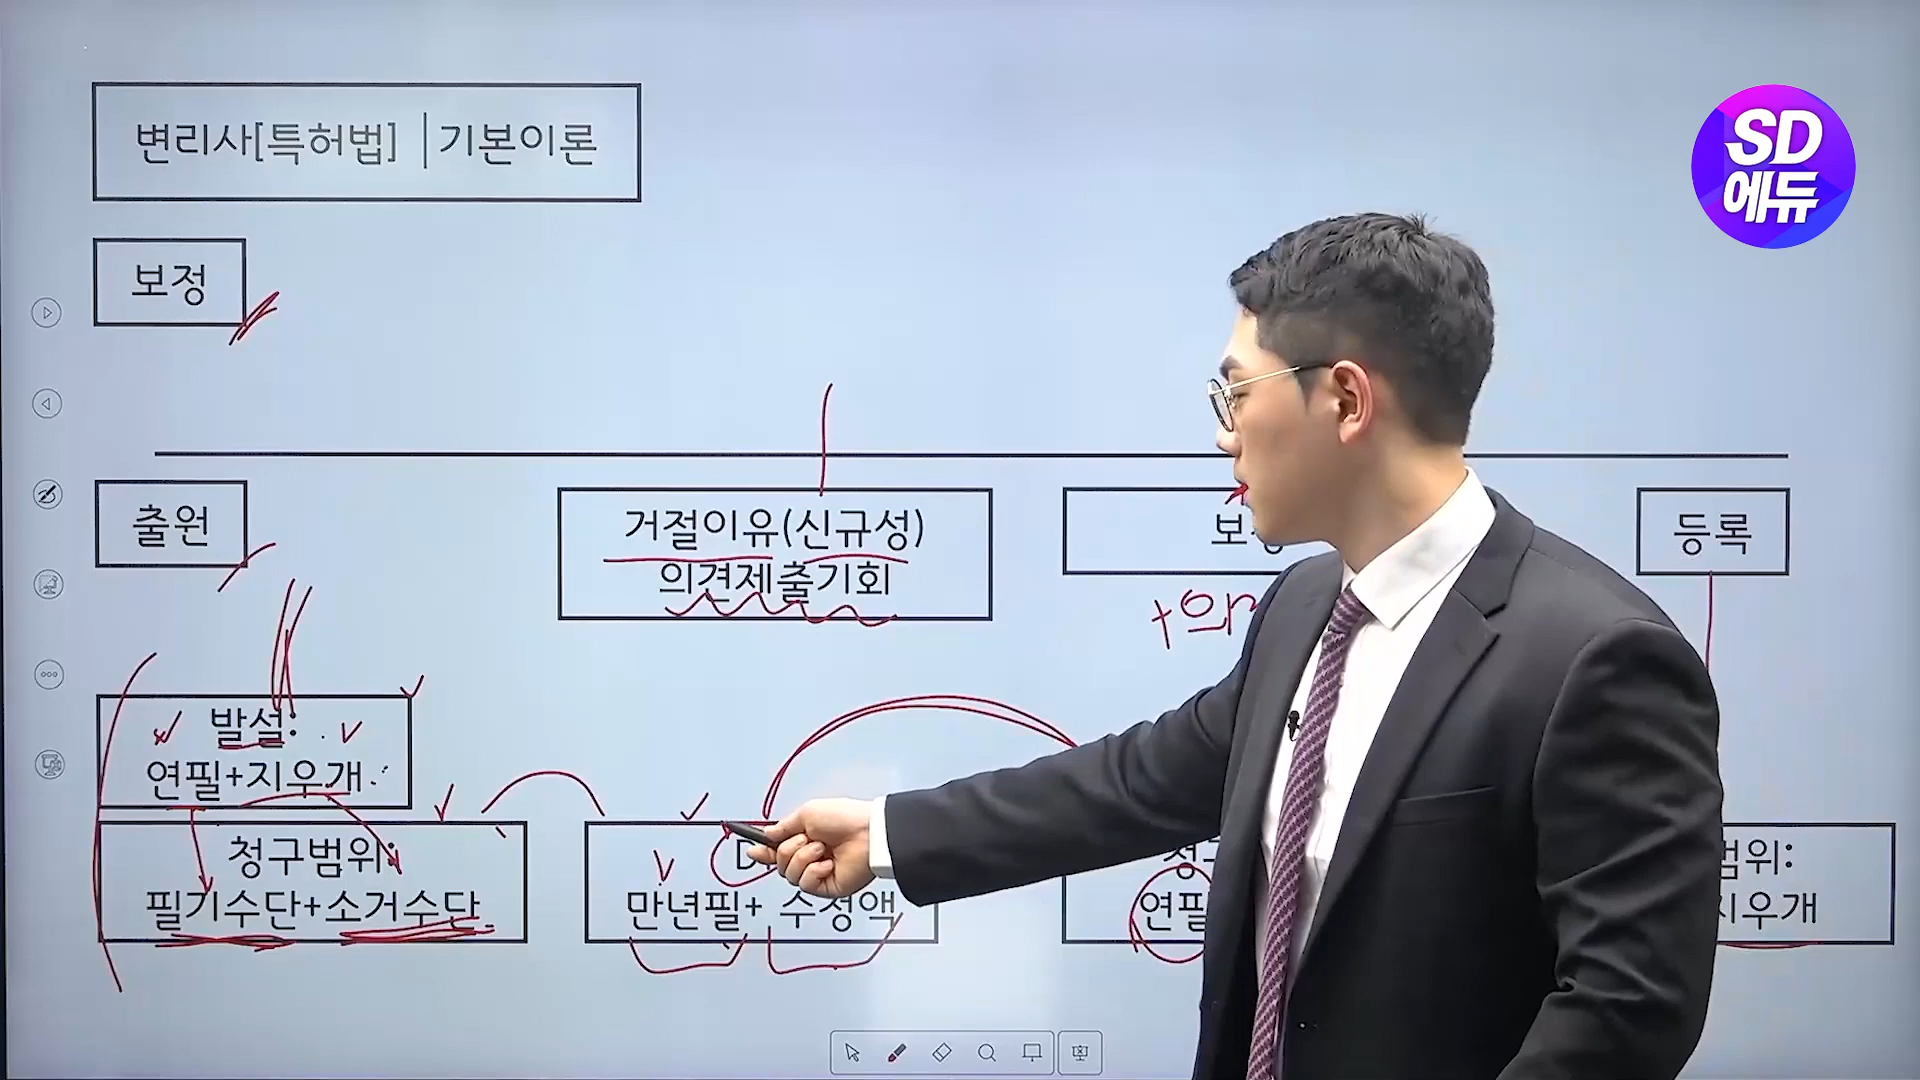 변리사[특허법] | 기본이론
SD
에듀
보정
출원
거절이유(신규성)
의견제출기회
등록
발설:
연필+지우개
청구범위:
필기수단+소거수단
만년필+ 수정액
연필
범위:
지우개